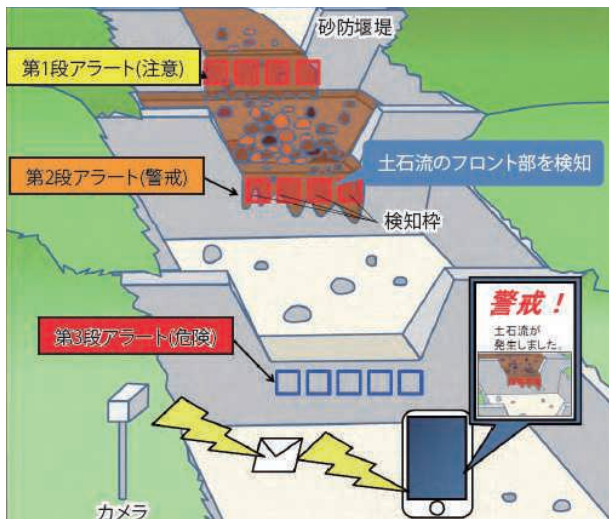 砂防堰堤
第1段アラート(注意)
土石流のフロント部を検知
第2段アラート(警戒)
検知枠
警戒！
土石流が
発生しました。
第3段アラート(危険)
カメラ